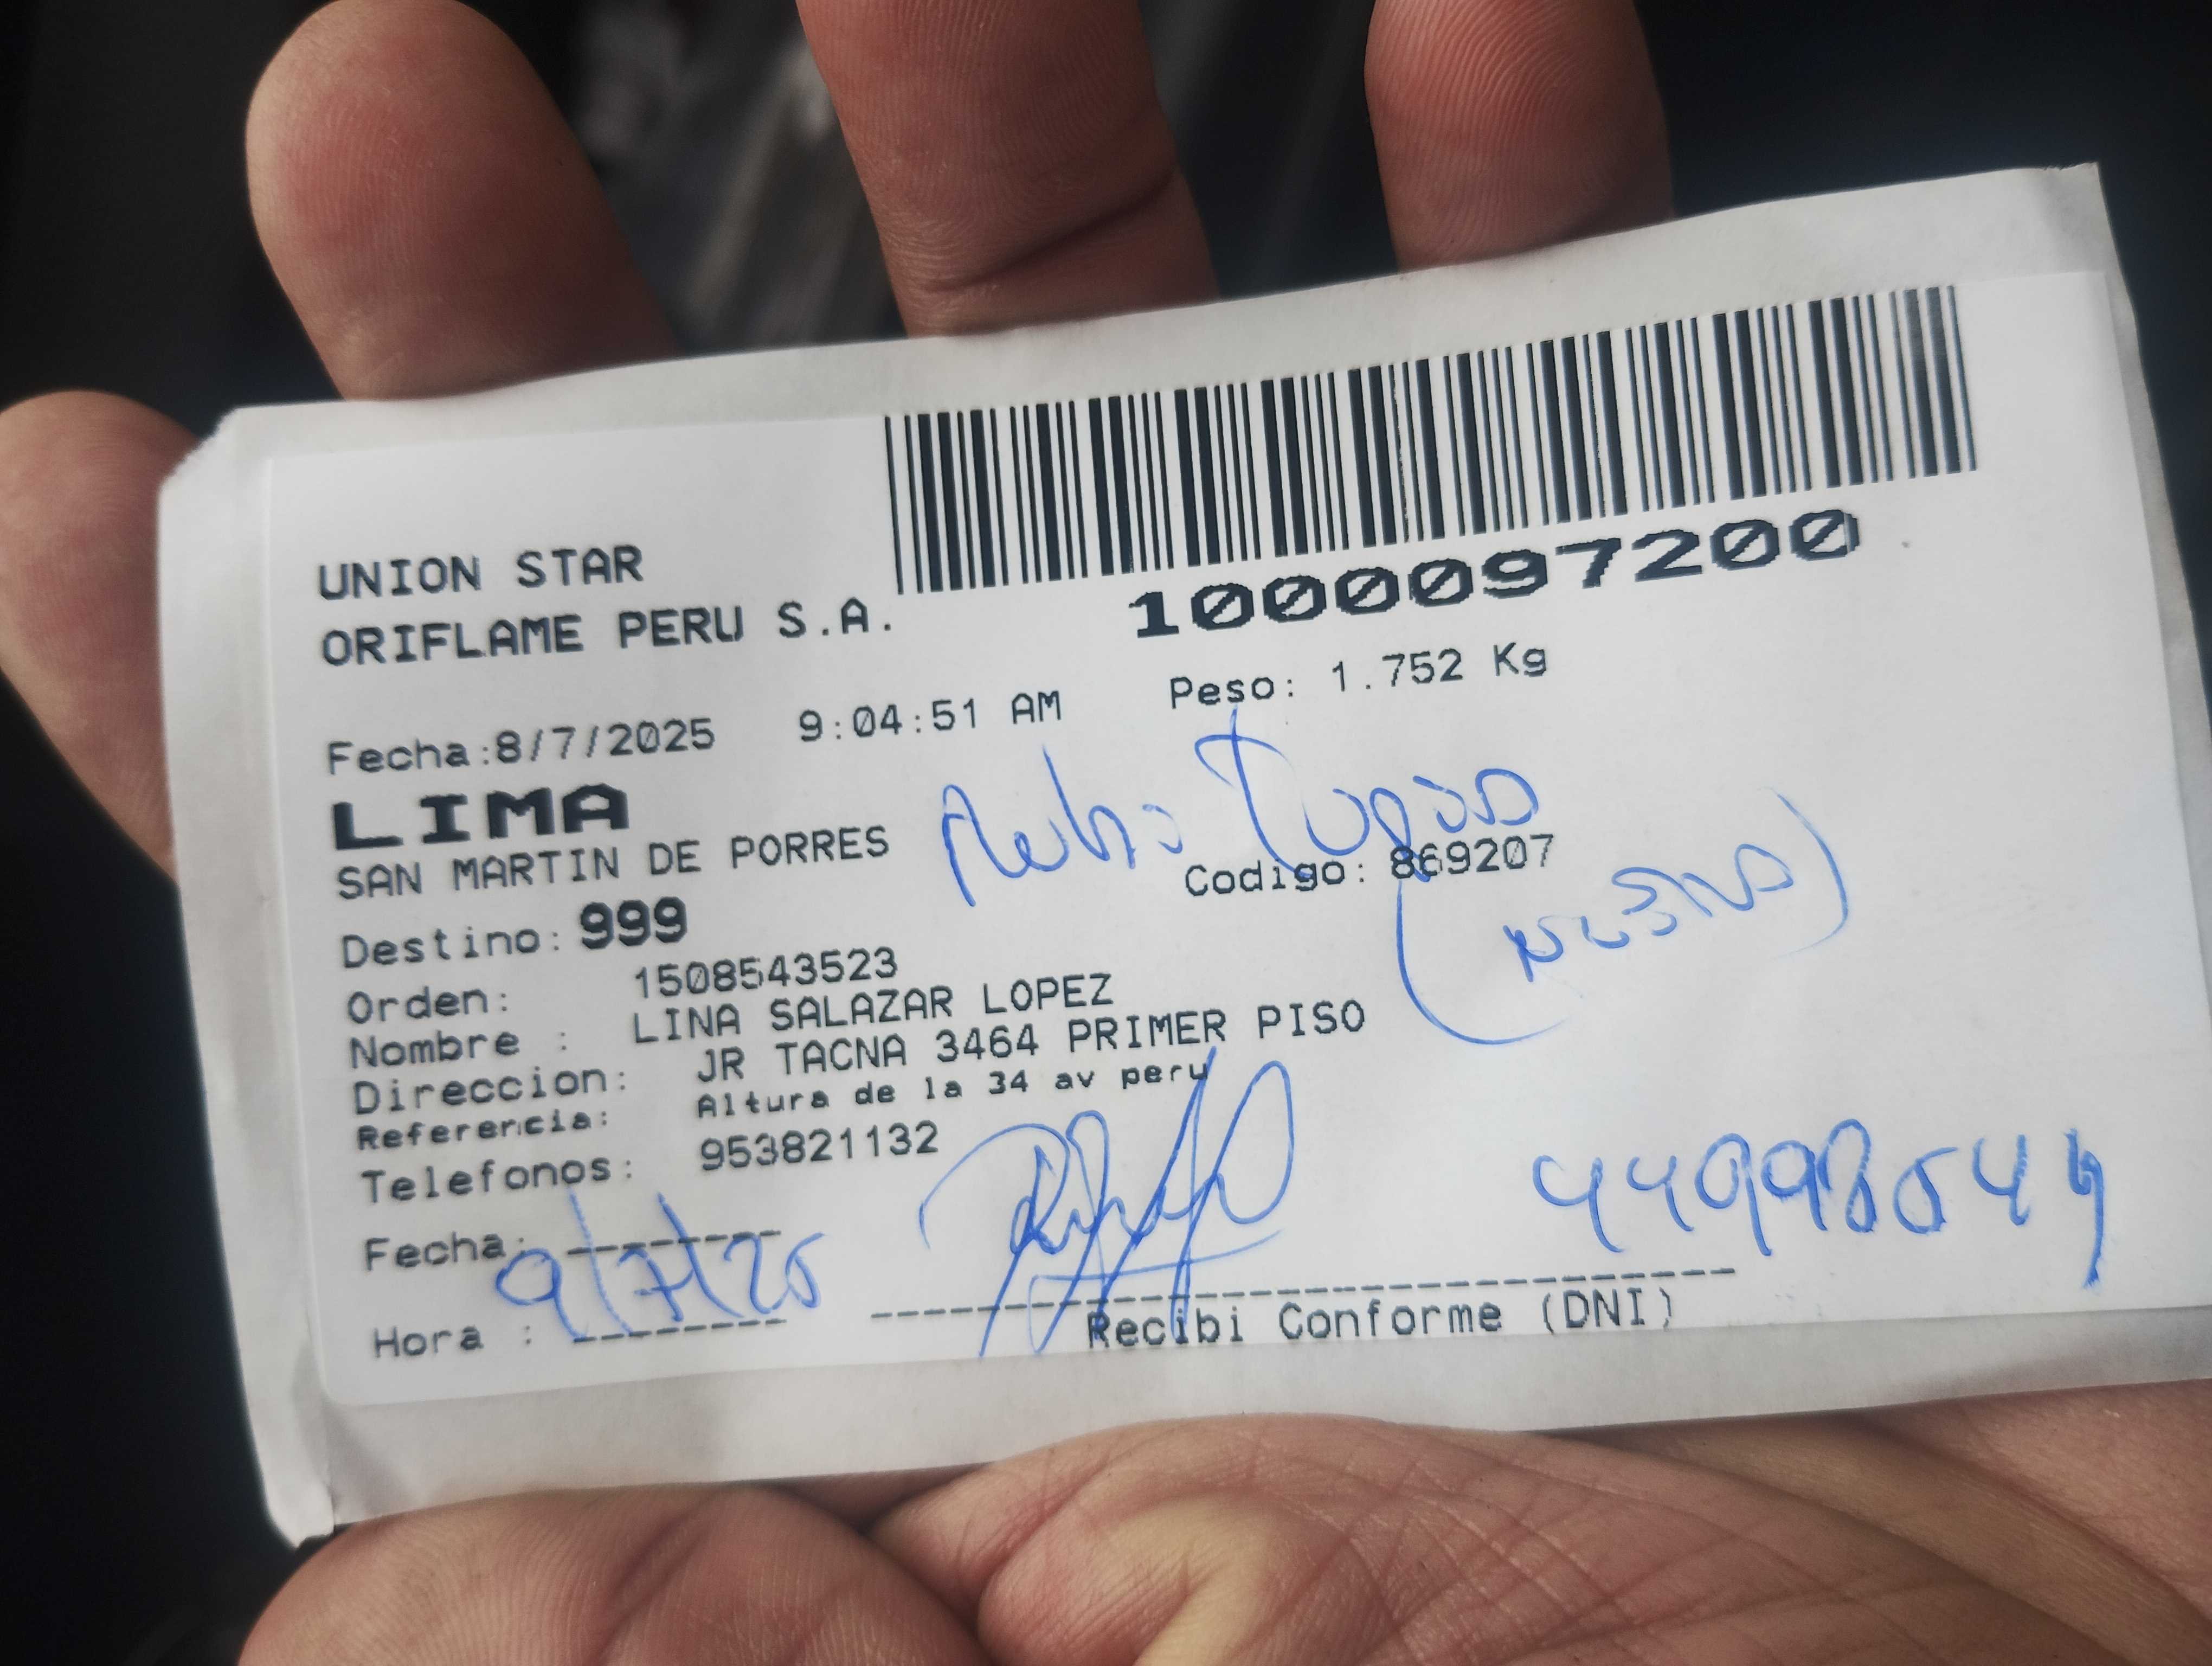 1000097200
UNION STAR
ORIFLAME PERU S.A.
Fecha:8/7/2025 9:04:51 AM Peso: 1.752 Kg
LIMA
SAN MARTIN DE PORRES
Codigo: 869207
Destino: 999
Orden: 1508543523
Nombre : LINA SALAZAR LOPEZ
Direccion: JR TACNA 3464 PRIMER PISO
Referencia: Altura de la 34 av peru
Telefonos: 953821132
Fecha: 9/7/25
Hora :
Recibi Conforme (DNI)